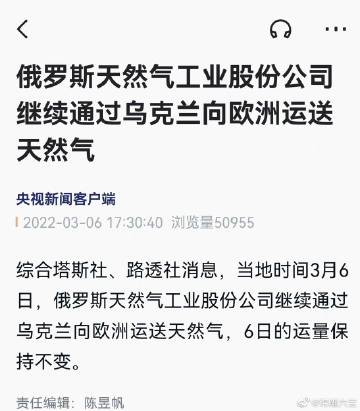 俄罗斯天然气工业股份公司
继续通过乌克兰向欧洲运送
天然气
央视新闻客户端
2022-03-06 17:30:40 浏览量50955
综合塔斯社、路透社消息，当地时间3月6
日，俄罗斯天然气工业股份公司继续通过
乌克兰向欧洲运送天然气，6日的运量保
持不变。
责任编辑：陈昱帆